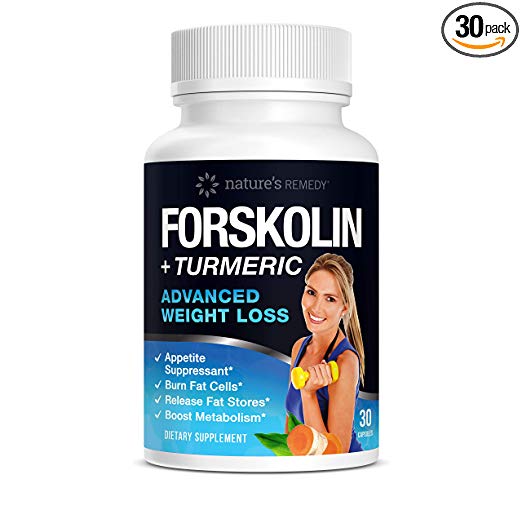 30 pack
nature's REMEDY
FORSKOLIN
+ TURMERIC
ADVANCED
WEIGHT LOSS
✓ Appetite
Suppressant*
✓ Burn Fat Cells*
✓ Release Fat Stores*
✓ Boost Metabolism*
DIETARY SUPPLEMENT
30
CAPSULES